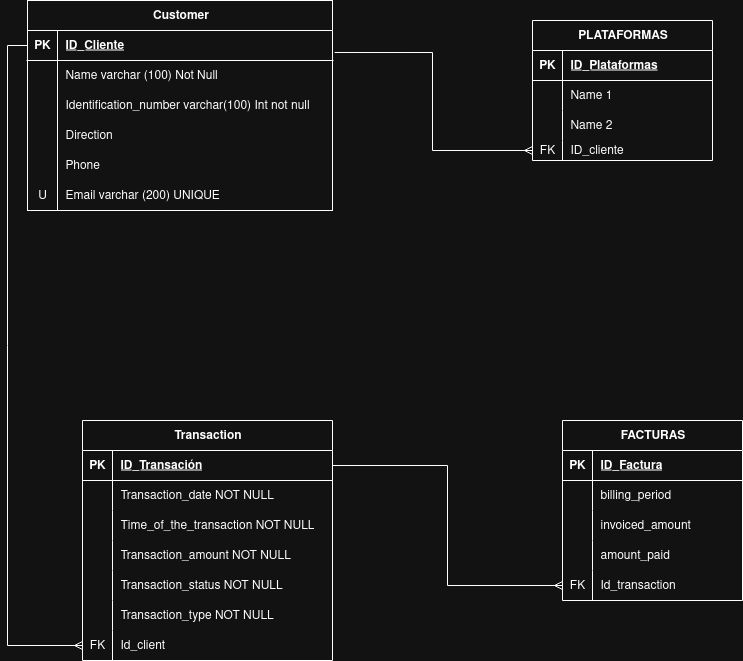 Customer
PK ID_Cliente
Name varchar (100) Not Null
Identification_number varchar(100) Int not null
Direction
Phone
U Email varchar (200) UNIQUE
PLATAFORMAS
PK ID_Plataformas
Name 1
Name 2
FK ID_cliente
Transaction
PK ID_Transación
Transaction_date NOT NULL
Time_of_the_transaction NOT NULL
Transaction_amount NOT NULL
Transaction_status NOT NULL
Transaction_type NOT NULL
FK Id_client
FACTURAS
PK ID_Factura
billing_period
invoiced_amount
amount_paid
FK Id_transaction